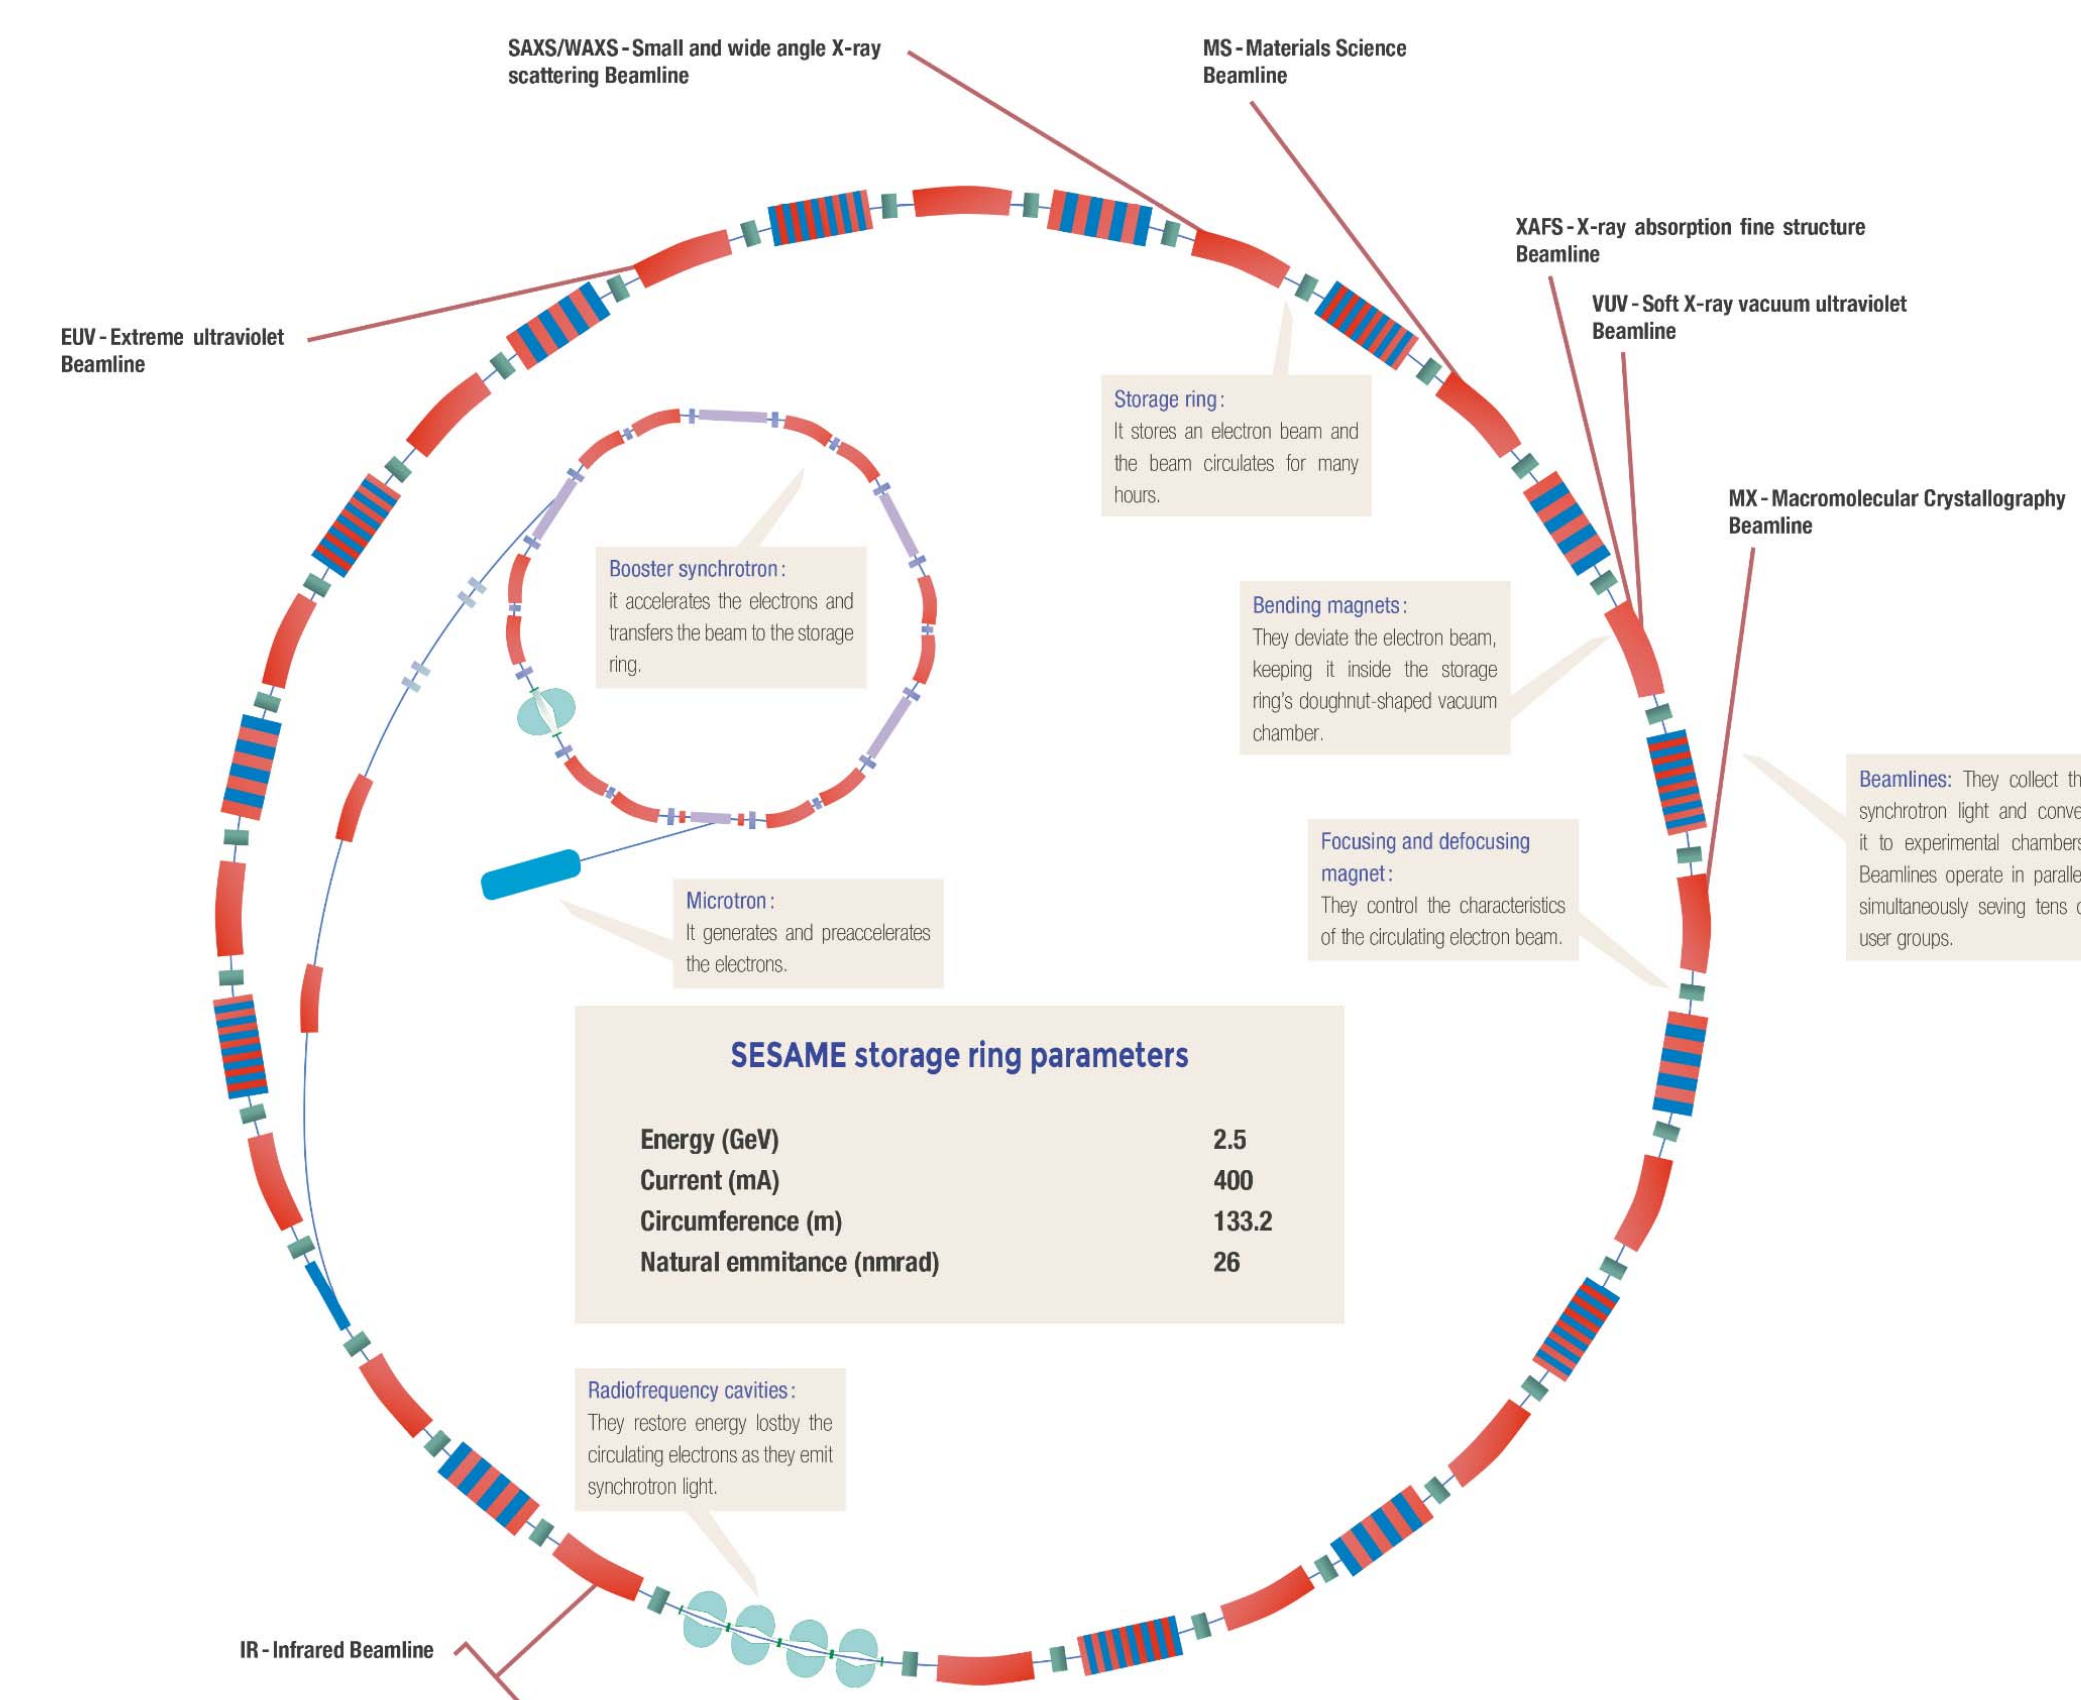 SAXS/WAXS - Small and wide angle X-ray
scattering Beamline
MS - Materials Science
Beamline
XAFS - X-ray absorption fine structure
Beamline
VUV - Soft X-ray vacuum ultraviolet
Beamline
EUV - Extreme ultraviolet
Beamline
MX - Macromolecular Crystallography
Beamline
Storage ring:
It stores an electron beam and
the beam circulates for many
hours.
Booster synchrotron:
it accelerates the electrons and
transfers the beam to the storage
ring.
Bending magnets:
They deviate the electron beam,
keeping it inside the storage
ring's doughnut-shaped vacuum
chamber.
Beamlines: They collect
synchrotron light and
it to experimental
Beamlines operate in
simultaneously seving tens
user groups.
Focusing and defocusing
magnet:
They control the characteristics
of the circulating electron beam.
Microtron:
It generates and preaccelerates
the electrons.
SESAME storage ring parameters
Energy (GeV) 2.5
Current (mA) 400
Circumference (m) 133.2
Natural emmitance (nmrad) 26
Radiofrequency cavities:
They restore energy lostby the
circulating electrons as they emit
synchrotron light.
IR - Infrared Beamline